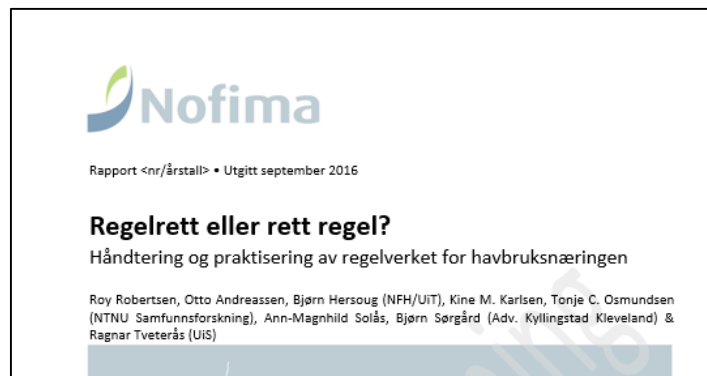 Nofima
Rapport <nr/årstall> • Utgitt september 2016
Regelrett eller rett regel?
Håndtering og praktisering av regelverket for havbruksnæringen
Roy Robertsen, Otto Andreassen, Bjørn Hersoug (NFH/UiT), Kine M. Karlsen, Tonje C. Osmundsen
(NTNU Samfunnsforskning), Ann-Magnhild Solås, Bjørn Sørgård (Adv. Kyllingstad Kleveland) &
Ragnar Tveterås (UiS)